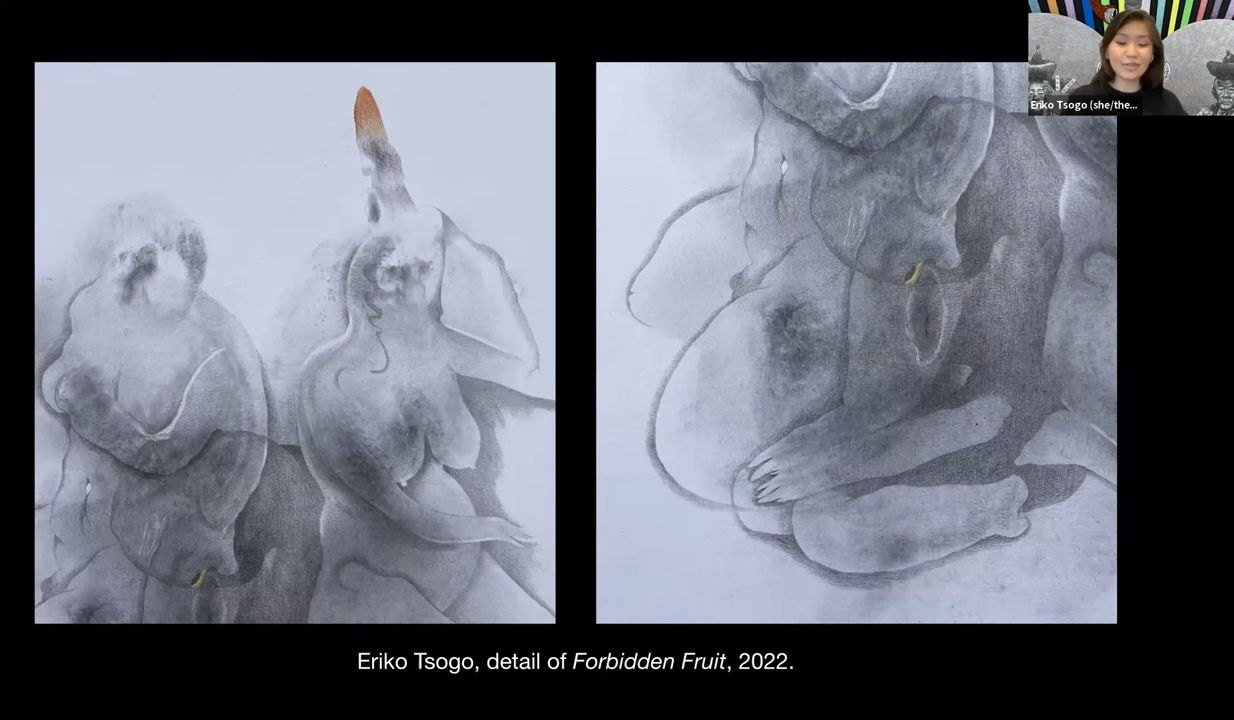 Eriko Tsogo (she/the...
Eriko Tsogo, detail of Forbidden Fruit, 2022.